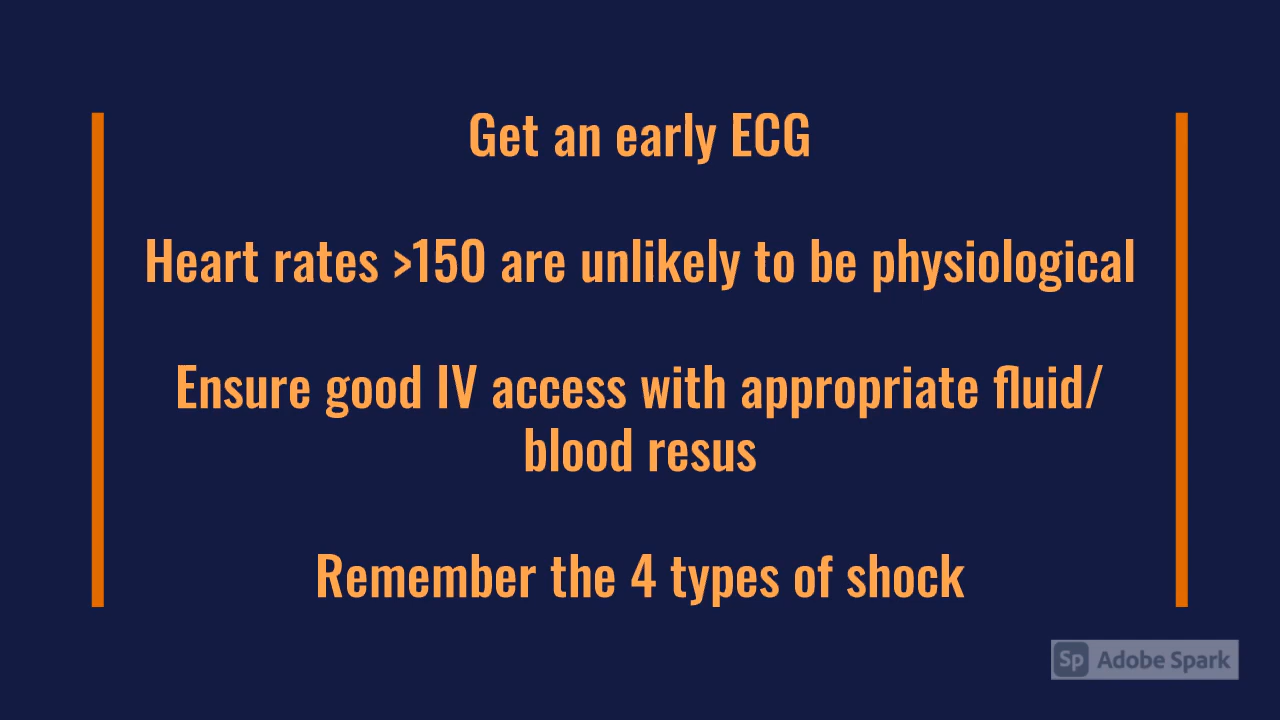 Get an early ECG
Heart rates >150 are unlikely to be physiological
Ensure good IV access with appropriate fluid/
blood resus
Remember the 4 types of shock
Sp Adobe Spark